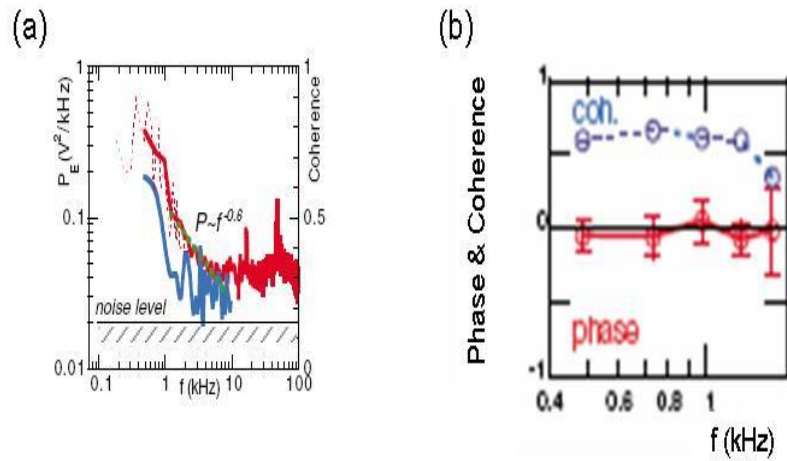 (a)
1
1
P_E (V²/kHz)
Coherence
0.1
0.5
P~f^-0.6
noise level
0.01
0
0.1
1
10
100
f (kHz)
(b)
Phase & Coherence
1
coh.
0
phase
-1
0.4
0.6
0.8
1
f (kHz)